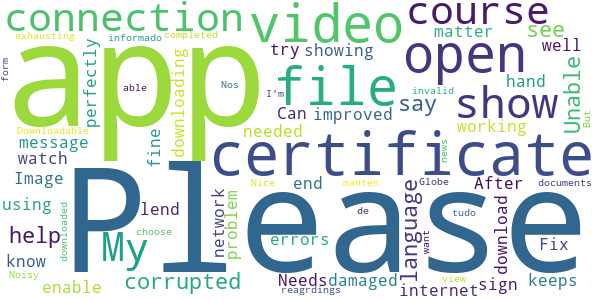 connection
video
course
exhausting
informado
completed
matter
see
form
app
perfectly
try
showing
open
well
able
Nos
I'm
file
hand
downloading
Can
improved
say
show
Unable
invalid
Downloadable
message
fine
needed
working
But
watch
certificate
news
Image
end
After
Nice
manten
Globe
documents
Please
using
My
lend
network
problem
language
download
de
tudo
want
help
downloaded
choose
errors
Fix
know
corrupted
Needs
damaged
sign
keeps
Noisy
enable
reagrdings
internet
view